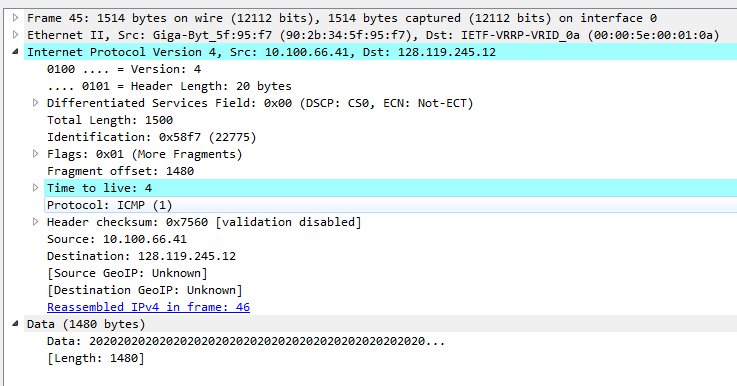 Frame 45: 1514 bytes on wire (12112 bits), 1514 bytes captured (12112 bits) on interface 0
Ethernet II, Src: Giga-Byt_5f:95:f7 (90:2b:34:5f:95:f7), Dst: IETF-VRRP-VRID_0a (00:00:5e:00:01:0a)
Internet Protocol Version 4, Src: 10.100.66.41, Dst: 128.119.245.12
0100 .... = Version: 4
.... 0101 = Header Length: 20 bytes
Differentiated Services Field: 0x00 (DSCP: CS0, ECN: Not-ECT)
Total Length: 1500
Identification: 0x58f7 (22775)
Flags: 0x01 (More Fragments)
Fragment offset: 1480
Time to live: 4
Protocol: ICMP (1)
Header checksum: 0x7560 [validation disabled]
Source: 10.100.66.41
Destination: 128.119.245.12
[Source GeoIP: Unknown]
[Destination GeoIP: Unknown]
Reassembled IPv4 in frame: 46
Data (1480 bytes)
Data: 202020202020202020202020202020202020202020202020...
[Length: 1480]